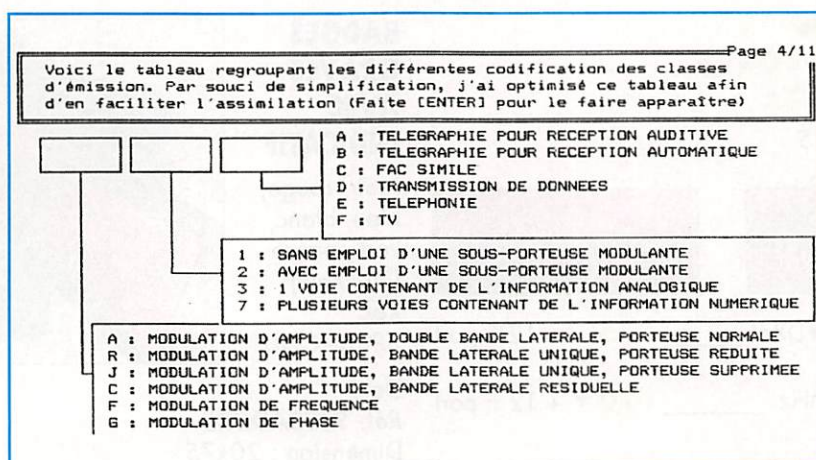 Page 4/11
Voici le tableau regroupant les différentes codification des classes
d'émission. Par souci de simplification, j'ai optimisé ce tableau afin
d'en faciliter l'assimilation (Faite [ENTER] pour le faire apparaître)
A : TELEGRAPHIE POUR RECEPTION AUDITIVE
B : TELEGRAPHIE POUR RECEPTION AUTOMATIQUE
C : FAC SIMILE
D : TRANSMISSION DE DONNEES
E : TELEPHONIE
F : TV
1 : SANS EMPLOI D'UNE SOUS-PORTEUSE MODULANTE
2 : AVEC EMPLOI D'UNE SOUS-PORTEUSE MODULANTE
3 : 1 VOIE CONTENANT DE L'INFORMATION ANALOGIQUE
7 : PLUSIEURS VOIES CONTENANT DE L'INFORMATION NUMERIQUE
A : MODULATION D'AMPLITUDE, DOUBLE BANDE LATERALE, PORTEUSE NORMALE
R : MODULATION D'AMPLITUDE, BANDE LATERALE UNIQUE, PORTEUSE REDUITE
J : MODULATION D'AMPLITUDE, BANDE LATERALE UNIQUE, PORTEUSE SUPPRIMEE
C : MODULATION D'AMPLITUDE, BANDE LATERALE RESIDUELLE
F : MODULATION DE FREQUENCE
G : MODULATION DE PHASE